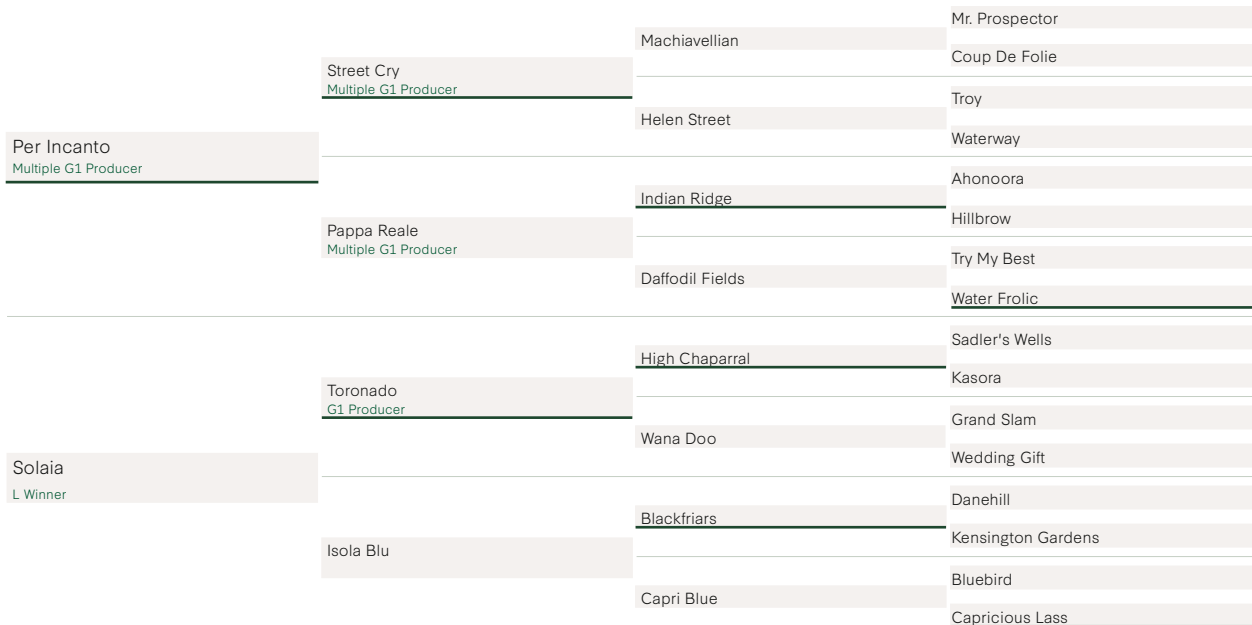 Mr. Prospector
Machiavellian
Coup De Folie
Street Cry
Multiple G1 Producer
Troy
Helen Street
Waterway
Per Incanto
Multiple G1 Producer
Ahonoora
Indian Ridge
Hillbrow
Pappa Reale
Multiple G1 Producer
Try My Best
Daffodil Fields
Water Frolic
Sadler's Wells
High Chaparral
Kasora
Toronado
G1 Producer
Grand Slam
Wana Doo
Wedding Gift
Solaia
L Winner
Danehill
Blackfriars
Kensington Gardens
Isola Blu
Bluebird
Capri Blue
Capricious Lass